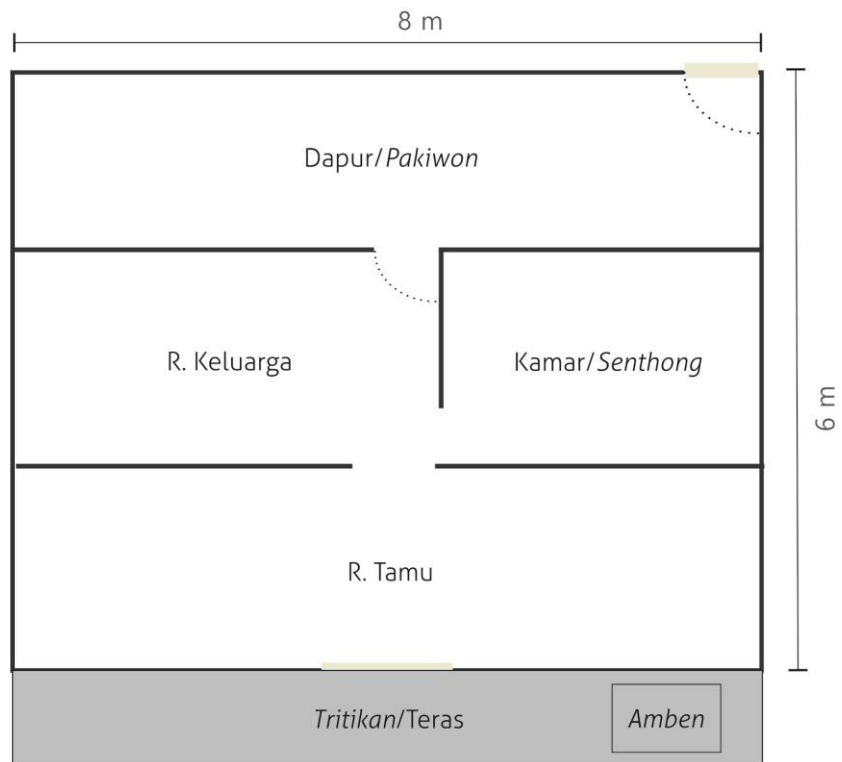 8 m
Dapur/Pakiwon
R. Keluarga
Kamar/Senthong
6 m
R. Tamu
Tritikan/Teras
Amben